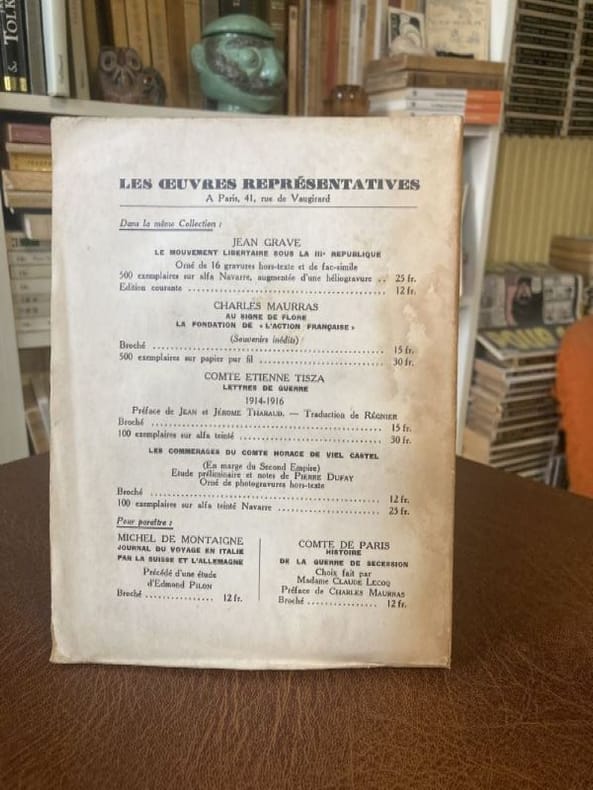 TOLK
&
LES ŒUVRES REPRÉSENTATIVES
A Paris, 41, rue de Vaugirard
Dans la même Collection :
JEAN GRAVE
LE MOUVEMENT LIBERTAIRE SOUS LA IIIe REPUBLIQUE
Orné de 16 gravures hors-texte et de fac-simile
500 exemplaires sur alfa Navarre, augmentée d'une héliogravure .. 25 fr.
Edition courante ........ 12 fr.
CHARLES MAURRAS
AU SIGNE DE FLORE
LA FONDATION DE « L'ACTION FRANÇAISE »
(Souvenirs inédits)
Broché ........ 15 fr.
500 exemplaires sur papier pur fil ........ 30 fr.
COMTE ETIENNE TISZA
LETTRES DE GUERRE
1914-1916
Préface de JEAN et JÉROME THARAUD. — Traduction de RÉGNIER
Broché ........ 15 fr.
100 exemplaires sur alfa teinté ........ 30 fr.
LES COMMERAGES DU COMTE HORACE DE VIEL CASTEL
(En marge du Second Empire)
Etude préliminaire et notes de PIERRE DUFAY
Orné de photogravures hors-texte
Broché ........ 12 fr.
100 exemplaires sur alfa teinté Navarre ........ 25 fr.
Pour paraître :
MICHEL DE MONTAIGNE
JOURNAL DU VOYAGE EN ITALIE
PAR LA SUISSE ET L'ALLEMAGNE
Précédé d'une étude
d'Edmond PILON
Broché ........ 12 fr.
COMTE DE PARIS
HISTOIRE
DE LA GUERRE DE SECESSION
Choix fait par
Madame CLAUDE LECOQ
Préface de CHARLES MAURRAS
Broché ........ 12 fr.